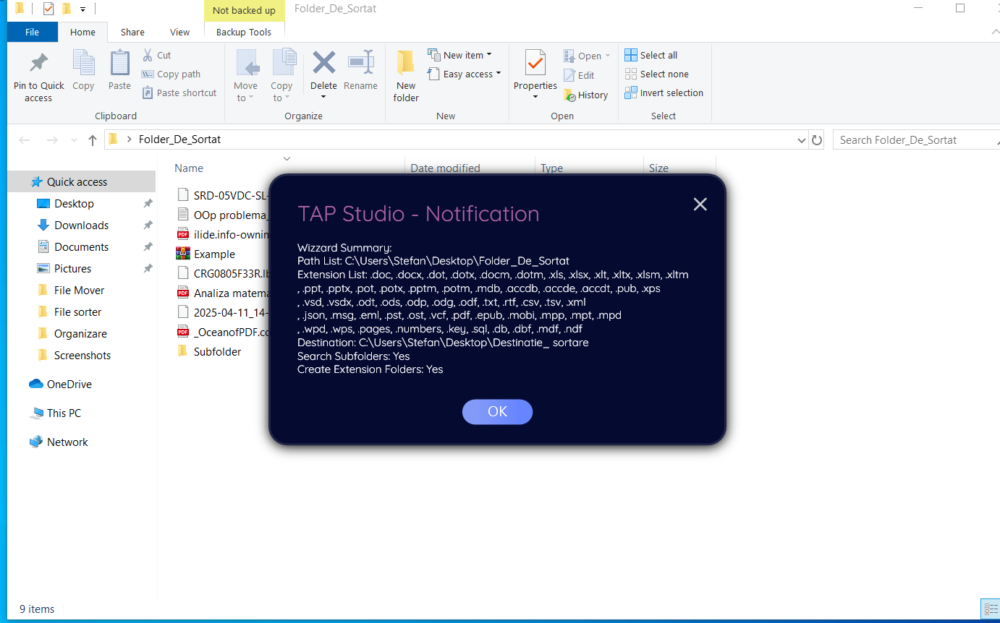 Not backed up
Folder_De_Sortat
File
Home
Share
View
Backup Tools
Pin to Quick access
Copy
Paste
Cut
Copy path
Paste shortcut
Clipboard
Move to
Copy to
Delete
Rename
Organize
New folder
New item
Easy access
New
Properties
Open
Edit
History
Open
Select all
Select none
Invert selection
Select
Folder_De_Sortat
Search Folder_De_Sortat
Name
Date modified
Type
Size
Quick access
Desktop
Downloads
Documents
Pictures
File Mover
File sorter
Organizare
Screenshots
OneDrive
This PC
Network
SRD-05VDC-SL-
OOp problema_
ilide.info-ownin
Example
CRG0805F33R.lb
Analiza matema
2025-04-11_14-
_OceanofPDF.co
Subfolder
TAP Studio - Notification
Wizzard Summary:
Path List: C:\Users\Stefan\Desktop\Folder_De_Sortat
Extension List: .doc, .docx, .dot, .dotx, .docm, .dotm, .xls, .xlsx, .xlt, .xltx, .xlsm, .xltm
, .ppt, .pptx, .pot, .potx, .pptm, .potm, .mdb, .accdb, .accde, .accdt, .pub, .xps
, .vsd, .vsdx, .odt, .ods, .odp, .odg, .odf, .txt, .rtf, .csv, .tsv, .xml
, .json, .msg, .eml, .pst, .ost, .vcf, .pdf, .epub, .mobi, .mpp, .mpt, .mpd
, .wpd, .wps, .pages, .numbers, .key, .sql, .db, .dbf, .mdf, .ndf
Destination: C:\Users\Stefan\Desktop\Destinatie_ sortare
Search Subfolders: Yes
Create Extension Folders: Yes
OK
9 items